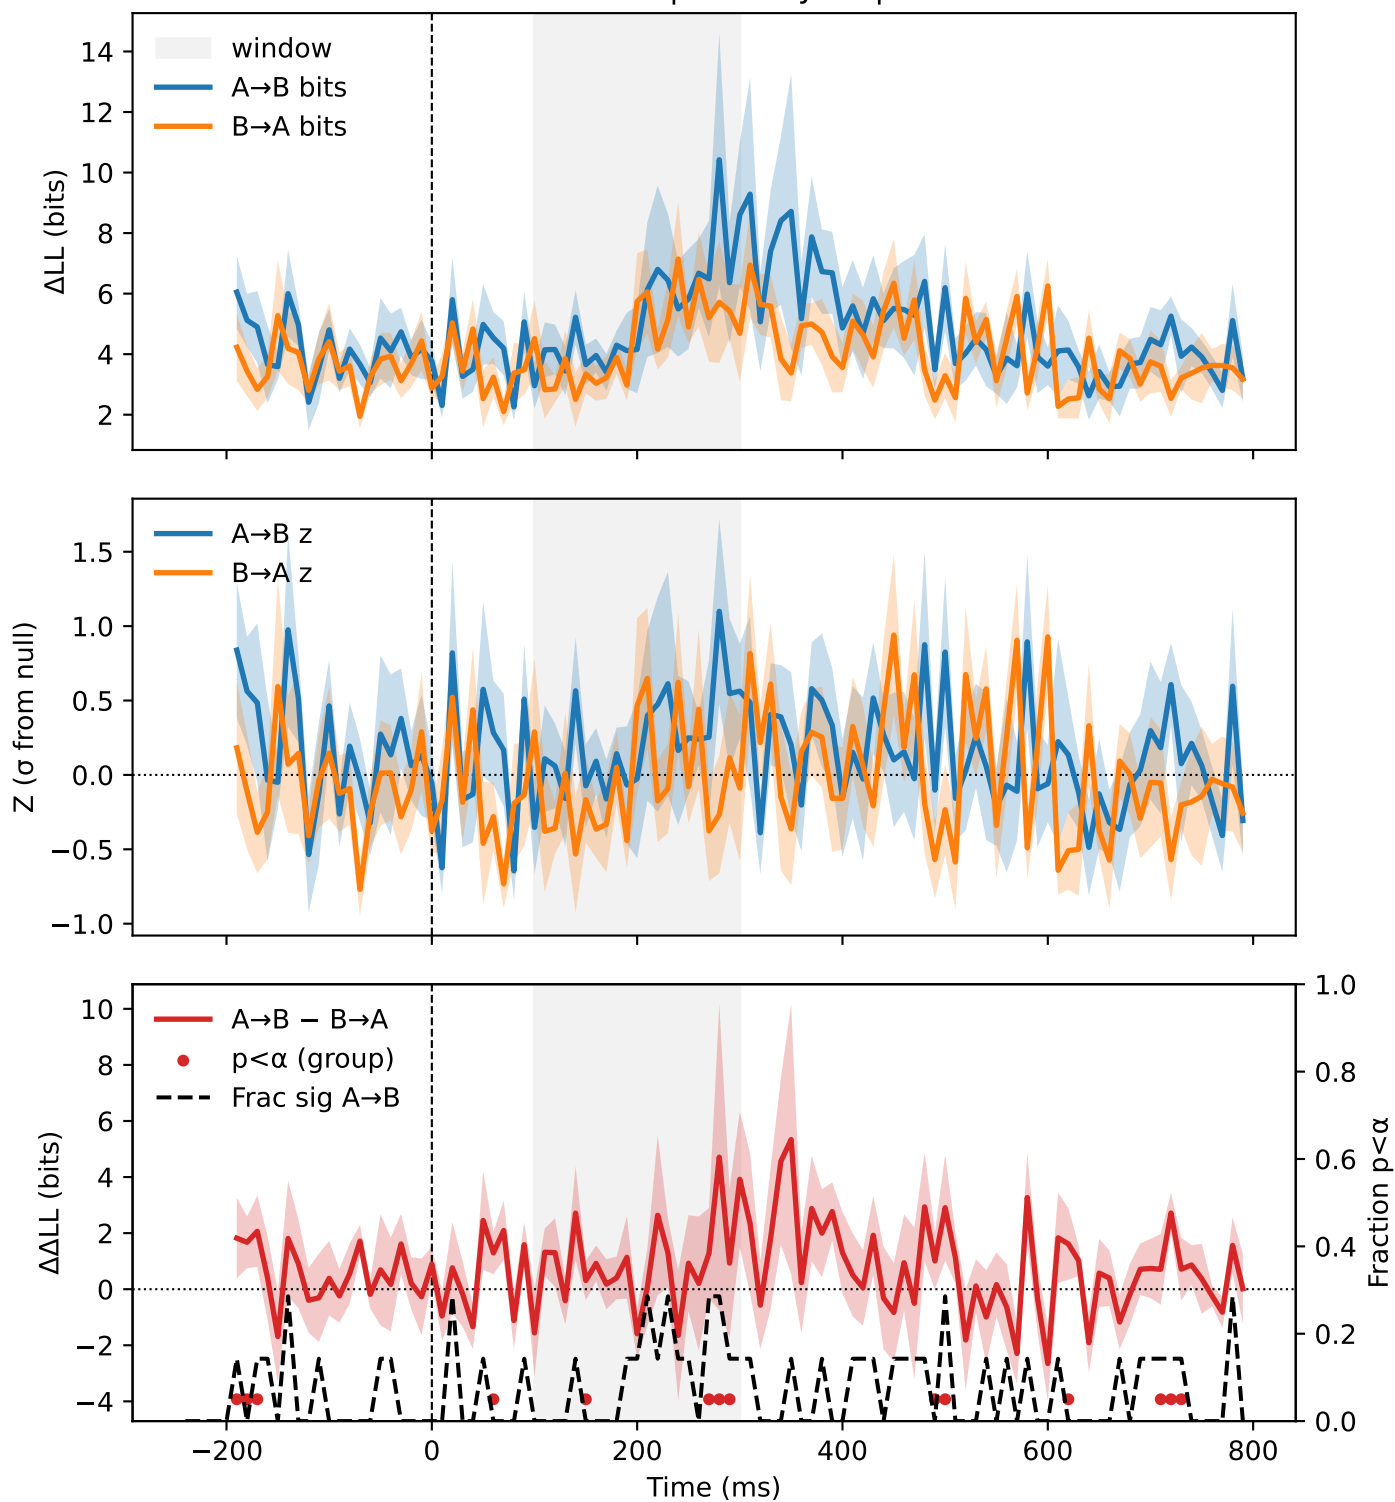 14
12
10
8
6
4
2
ΔLL (bits)
window
A→B bits
B→A bits
1.5
1.0
0.5
0.0
−0.5
−1.0
Z (σ from null)
A→B z
B→A z
10
8
6
4
2
0
−2
−4
ΔΔLL (bits)
A→B − B→A
p<α (group)
Frac sig A→B
1.0
0.8
0.6
0.4
0.2
0.0
Fraction p<α
−200
0
200
400
600
800
Time (ms)